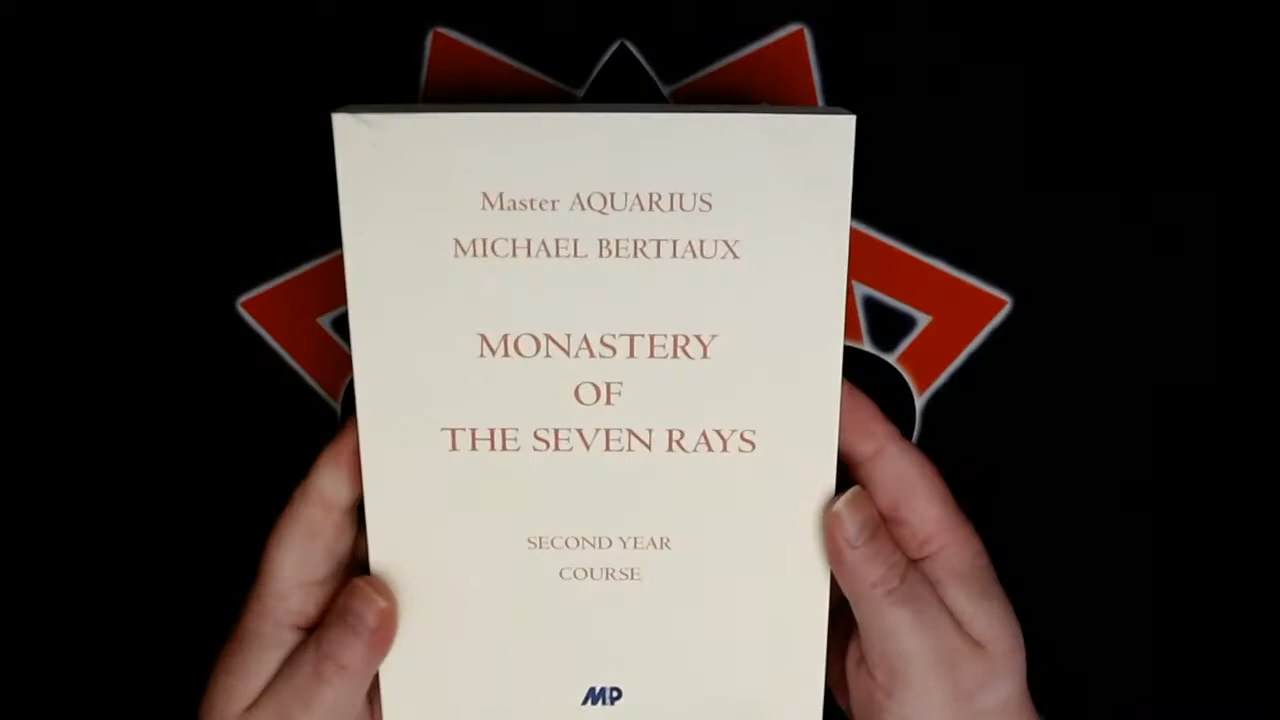 Master AQUARIUS
MICHAEL BERTIAUX
MONASTERY
OF
THE SEVEN RAYS
SECOND YEAR
COURSE
MP